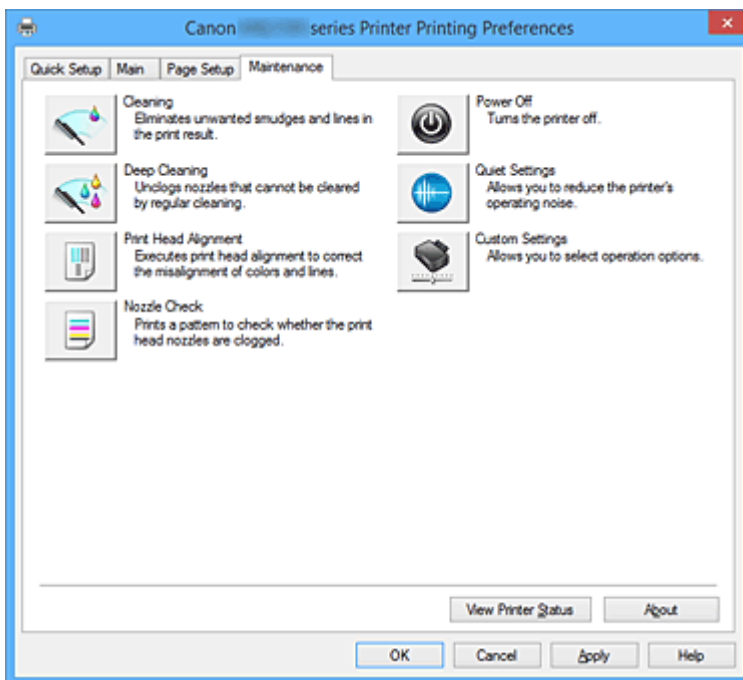 Canon series Printer Printing Preferences
Quick Setup Main Page Setup Maintenance
Cleaning
Eliminates unwanted smudges and lines in
the print result.
Deep Cleaning
Unclogs nozzles that cannot be cleared
by regular cleaning.
Print Head Alignment
Executes print head alignment to correct
the misalignment of colors and lines.
Nozzle Check
Prints a pattern to check whether the print
head nozzles are clogged.
Power Off
Turns the printer off.
Quiet Settings
Allows you to reduce the printer's
operating noise.
Custom Settings
Allows you to select operation options.
View Printer Status About
OK Cancel Apply Help